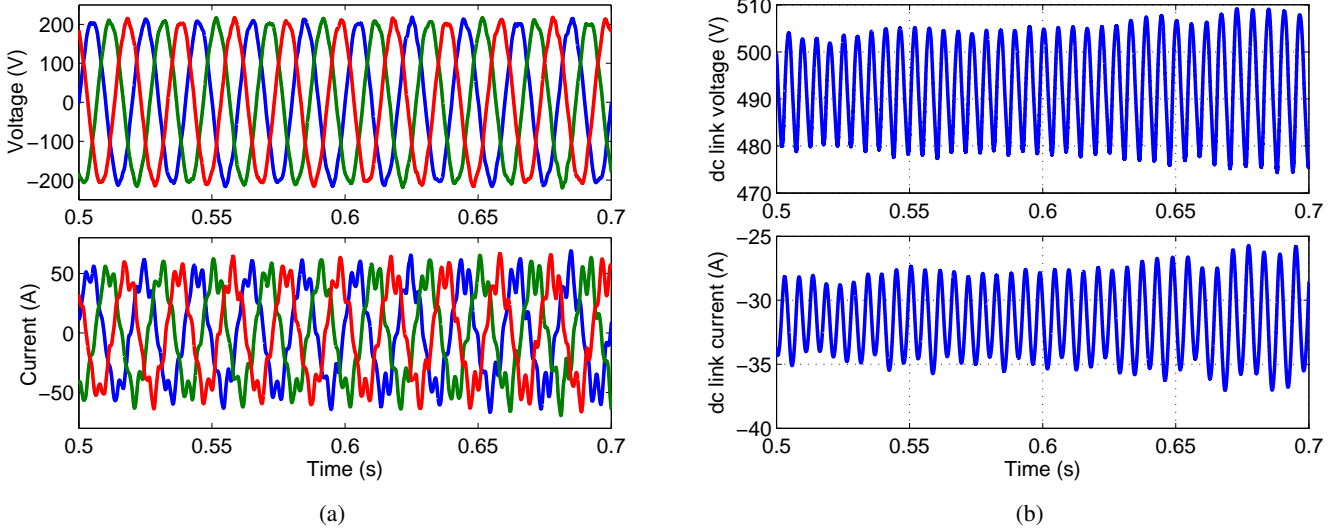 200
100
0
−100
−200
Voltage (V)
0.5 0.55 0.6 0.65 0.7
50
0
−50
Current (A)
0.5 0.55 0.6 0.65 0.7
Time (s)
(a)
510
500
490
480
470
dc link voltage (V)
0.5 0.55 0.6 0.65 0.7
−25
−30
−35
−40
dc link current (A)
0.5 0.55 0.6 0.65 0.7
Time (s)
(b)